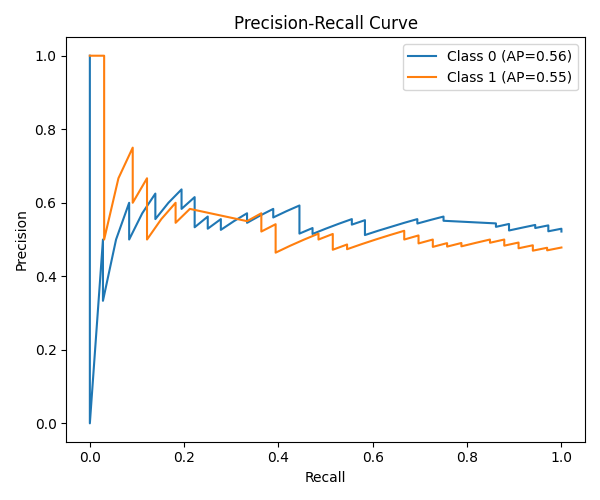 Precision-Recall Curve
Class 0 (AP=0.56)
Class 1 (AP=0.55)
Precision
1.0
0.8
0.6
0.4
0.2
0.0
0.0 0.2 0.4 0.6 0.8 1.0
Recall